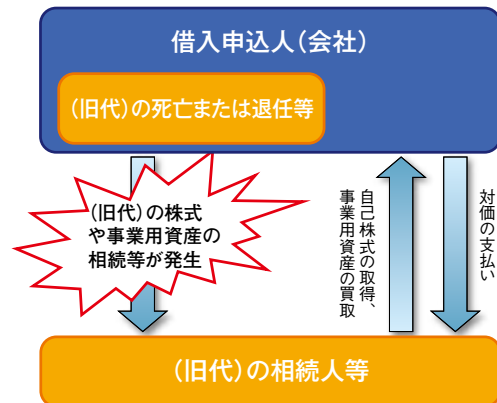 借入申込人（会社）
（旧代）の死亡または退任等
（旧代）の株式
や事業用資産の
相続等が発生
自己株式の取得、
事業用資産の買取
対価の支払い
（旧代）の相続人等